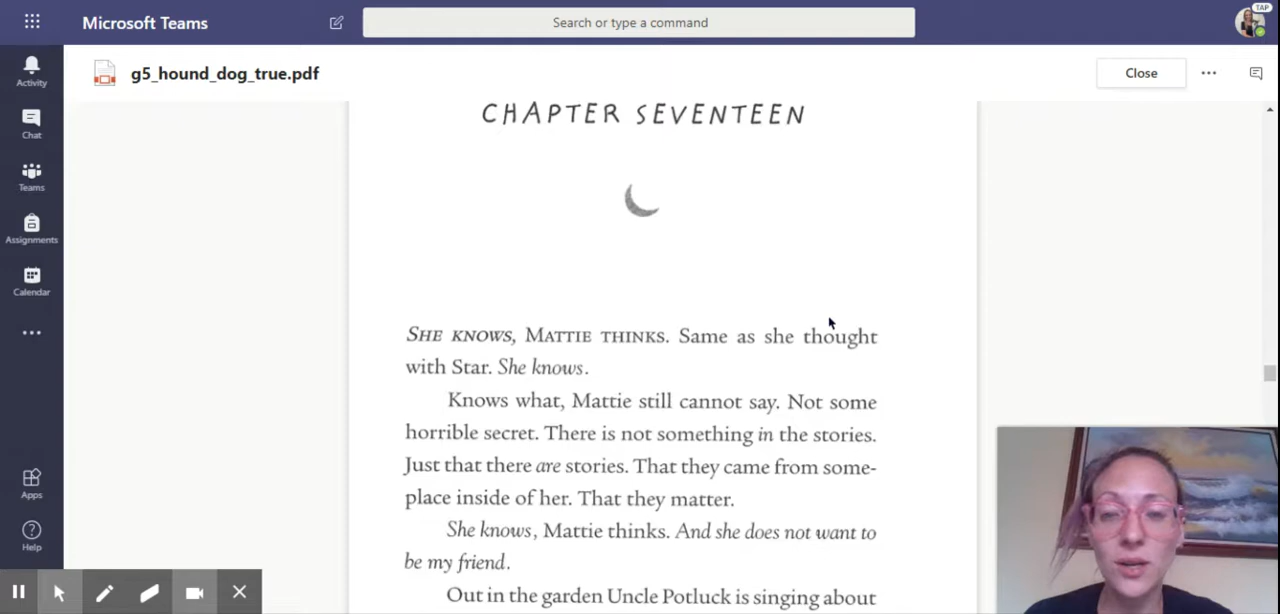 Microsoft Teams
Search or type a command
TAP
Activity
g5_hound_dog_true.pdf
Close
Chat
Teams
Assignments
Calendar
Apps
Help
CHAPTER SEVENTEEN
SHE KNOWS, MATTIE THINKS. Same as she thought
with Star. She knows.
Knows what, Mattie still cannot say. Not some
horrible secret. There is not something in the stories.
Just that there are stories. That they came from some-
place inside of her. That they matter.
She knows, Mattie thinks. And she does not want to
be my friend.
Out in the garden Uncle Potluck is singing about